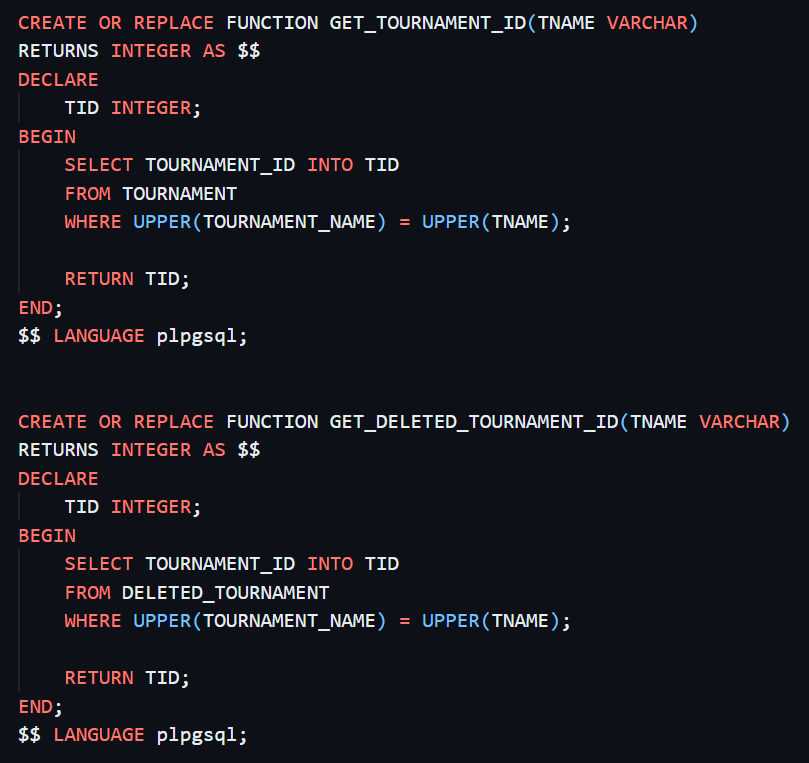 CREATE OR REPLACE FUNCTION GET_TOURNAMENT_ID(TNAME VARCHAR)
RETURNS INTEGER AS $$
DECLARE
    TID INTEGER;
BEGIN
    SELECT TOURNAMENT_ID INTO TID
    FROM TOURNAMENT
    WHERE UPPER(TOURNAMENT_NAME) = UPPER(TNAME);

    RETURN TID;
END;
$$ LANGUAGE plpgsql;


CREATE OR REPLACE FUNCTION GET_DELETED_TOURNAMENT_ID(TNAME VARCHAR)
RETURNS INTEGER AS $$
DECLARE
    TID INTEGER;
BEGIN
    SELECT TOURNAMENT_ID INTO TID
    FROM DELETED_TOURNAMENT
    WHERE UPPER(TOURNAMENT_NAME) = UPPER(TNAME);

    RETURN TID;
END;
$$ LANGUAGE plpgsql;